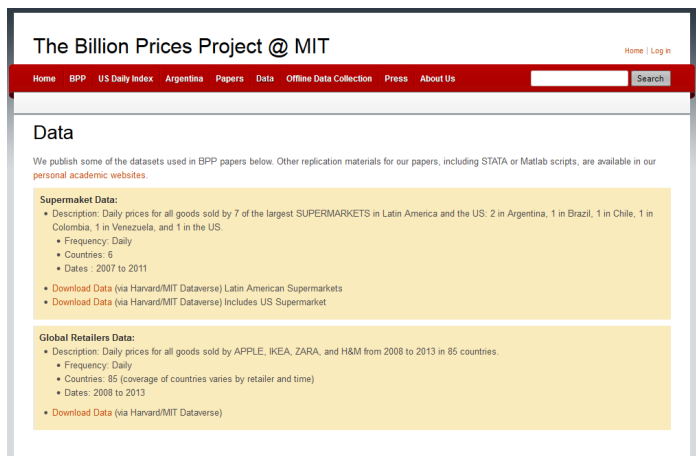 The Billion Prices Project @ MIT
Home | Log in
Home BPP US Daily Index Argentina Papers Data Offline Data Collection Press About Us Search
Data
We publish some of the datasets used in BPP papers below. Other replication materials for our papers, including STATA or Matlab scripts, are available in our
personal academic websites.
Supermaket Data:
• Description: Daily prices for all goods sold by 7 of the largest SUPERMARKETS in Latin America and the US: 2 in Argentina, 1 in Brazil, 1 in Chile, 1 in
Colombia, 1 in Venezuela, and 1 in the US.
• Frequency: Daily
• Countries: 6
• Dates : 2007 to 2011
• Download Data (via Harvard/MIT Dataverse) Latin American Supermarkets
• Download Data (via Harvard/MIT Dataverse) Includes US Supermarket
Global Retailers Data:
• Description: Daily prices for all goods sold by APPLE, IKEA, ZARA, and H&M from 2008 to 2013 in 85 countries.
• Frequency: Daily
• Countries: 85 (coverage of countries varies by retailer and time)
• Dates: 2008 to 2013
• Download Data (via Harvard/MIT Dataverse)